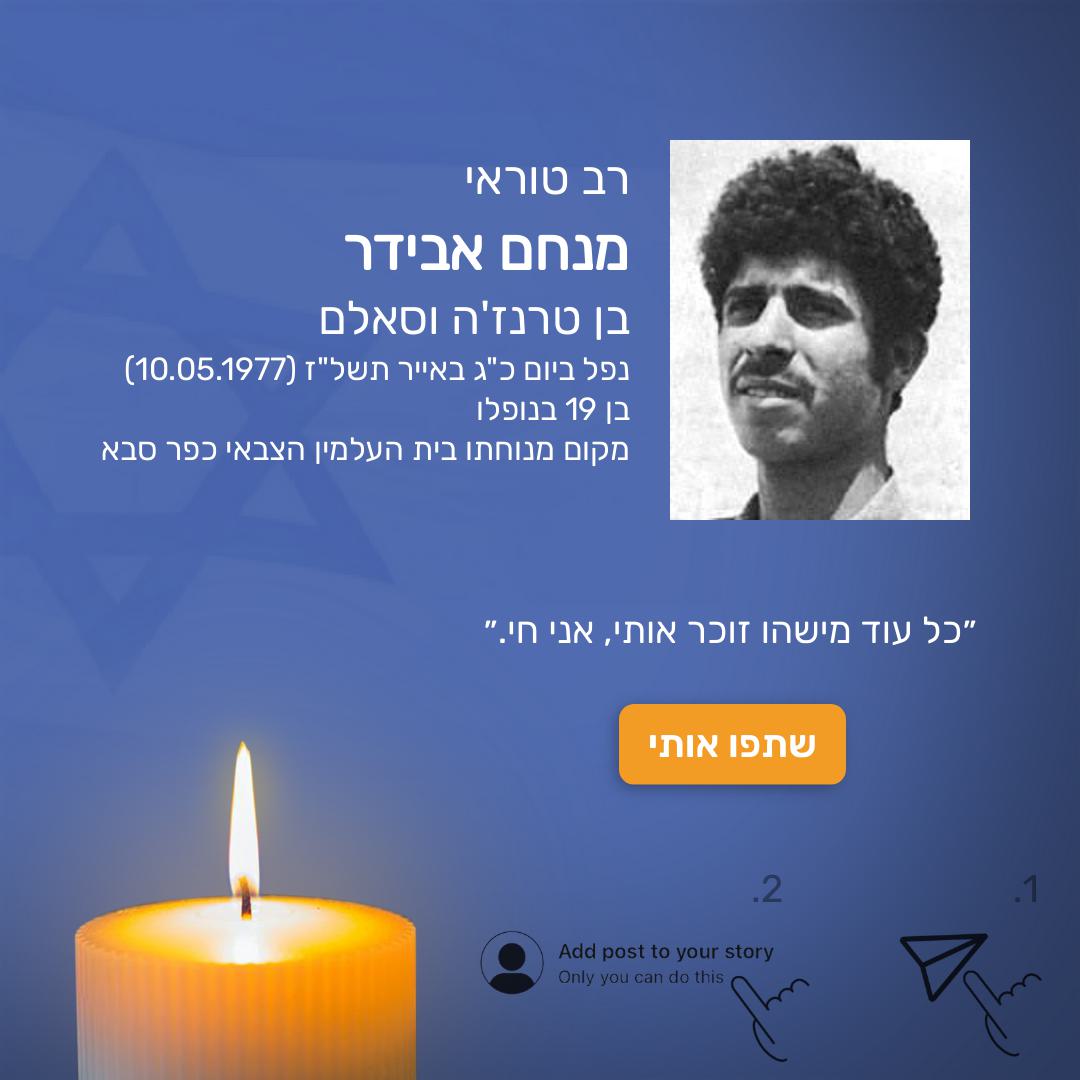 רב טוראי
מנחם אבידר
בן טרנז'ה וסאלם
נפל ביום כ"ג באייר תשל"ז (10.05.1977)
בן 19 בנופלו
מקום מנוחתו בית העלמין הצבאי כפר סבא
״כל עוד מישהו זוכר אותי, אני חי.״
שתפו אותי
1.
2.
Add post to your story
Only you can do this